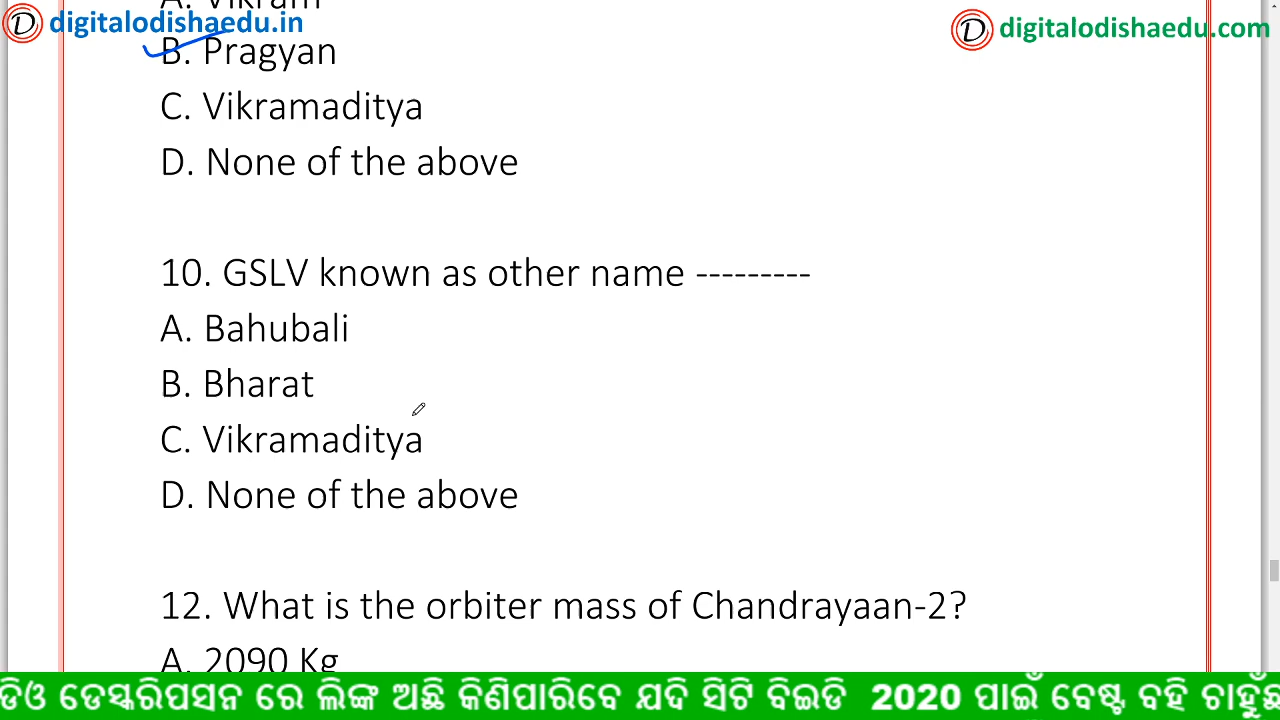 A. Vikram
digitalodishaedu.in
digitalodishaedu.com
B. Pragyan
C. Vikramaditya
D. None of the above
10. GSLV known as other name ---------
A. Bahubali
B. Bharat
C. Vikramaditya
D. None of the above
12. What is the orbiter mass of Chandrayaan-2?
A. 2090 Kg
ଡିଓ ଡେସ୍କରିପସନ ରେ ଲିଙ୍କ ଅଛି କିଣିପାରିବେ ଯଦି ସିଟି ବିଇଡି 2020 ପାଇଁ ବେଷ୍ଟ ବହି ଚାହୁଁଛ